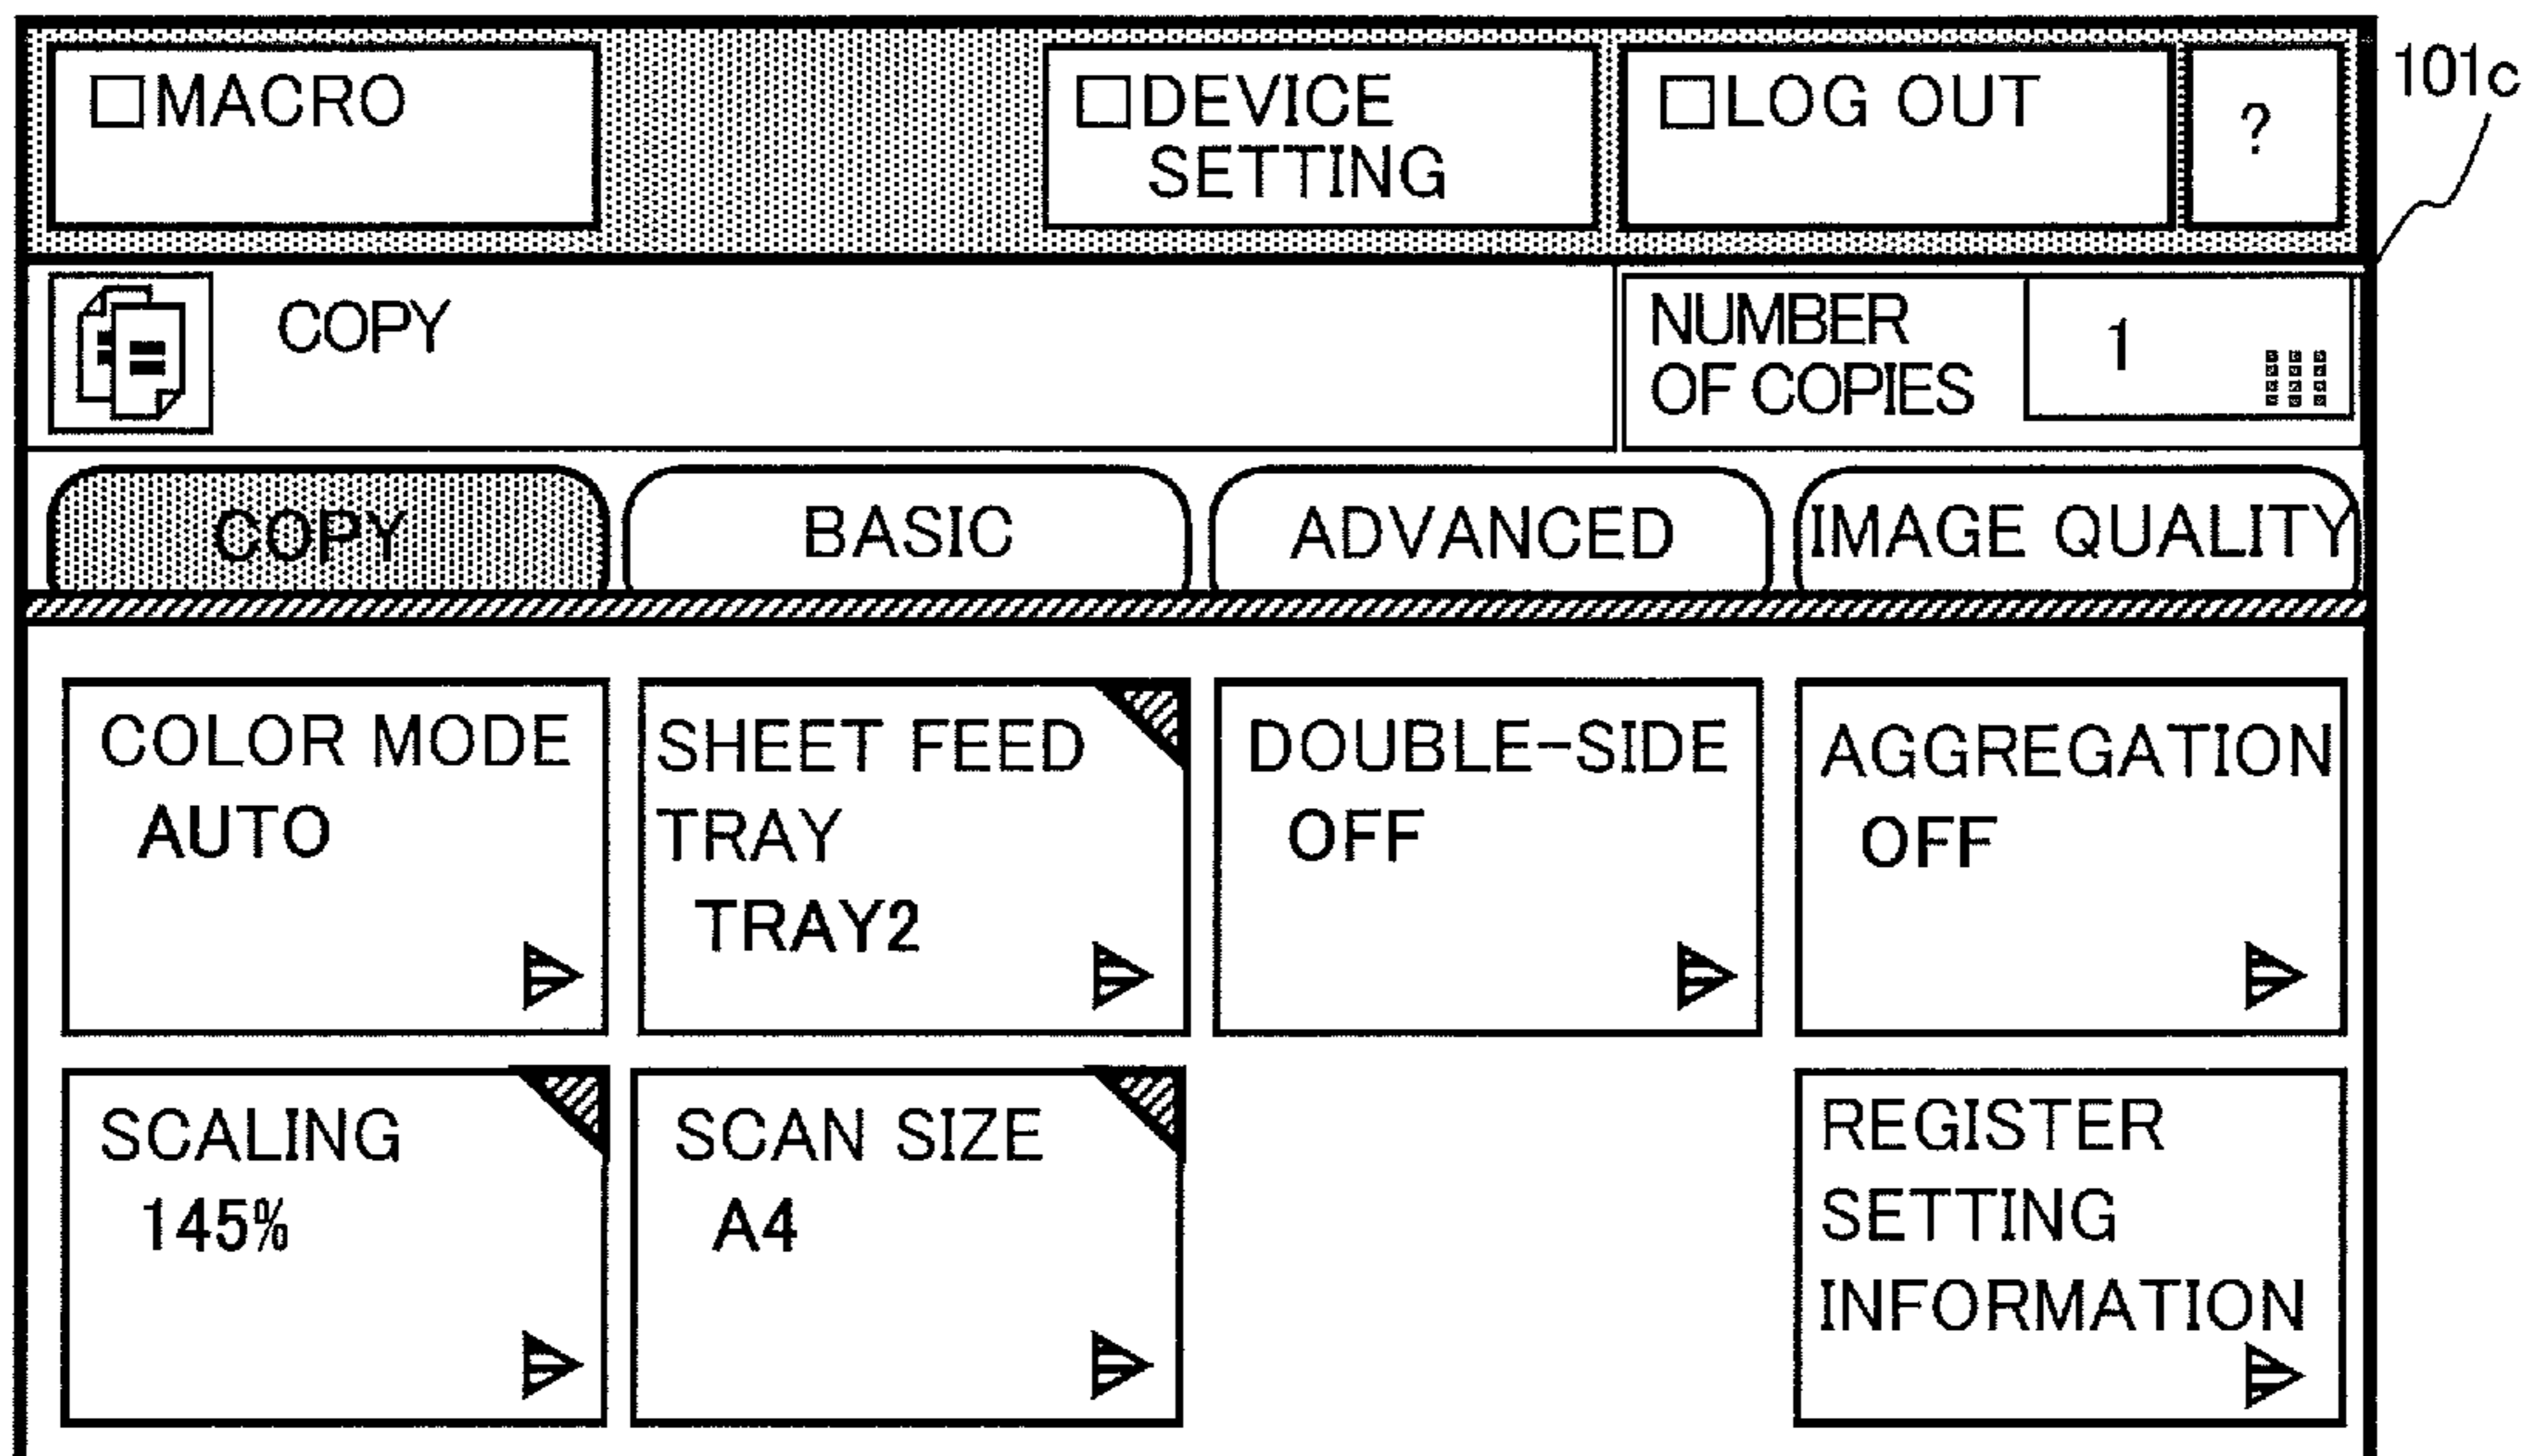 □MACRO
□DEVICE
SETTING
□LOG OUT
?
101c
COPY
NUMBER
OF COPIES
1
COPY
BASIC
ADVANCED
IMAGE QUALITY
COLOR MODE
AUTO
SHEET FEED
TRAY
TRAY2
DOUBLE-SIDE
OFF
AGGREGATION
OFF
SCALING
145%
SCAN SIZE
A4
REGISTER
SETTING
INFORMATION